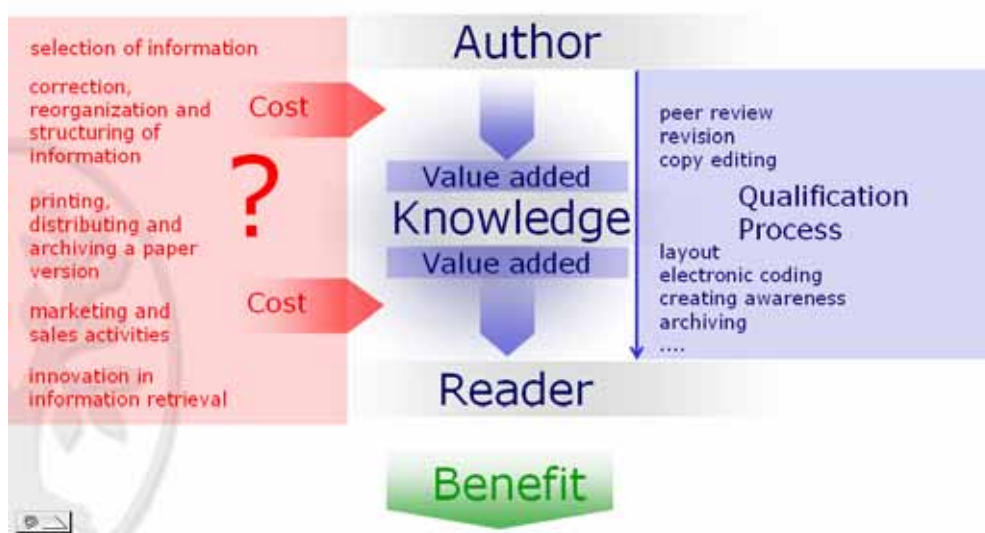 selection of information
correction,
reorganization and
structuring of
information
printing,
distributing and
archiving a paper
version
marketing and
sales activities
innovation in
information retrieval
Cost
?
Cost
Author
Value added
Knowledge
Value added
Reader
Benefit
peer review
revision
copy editing
Qualification
Process
layout
electronic coding
creating awareness
archiving
....